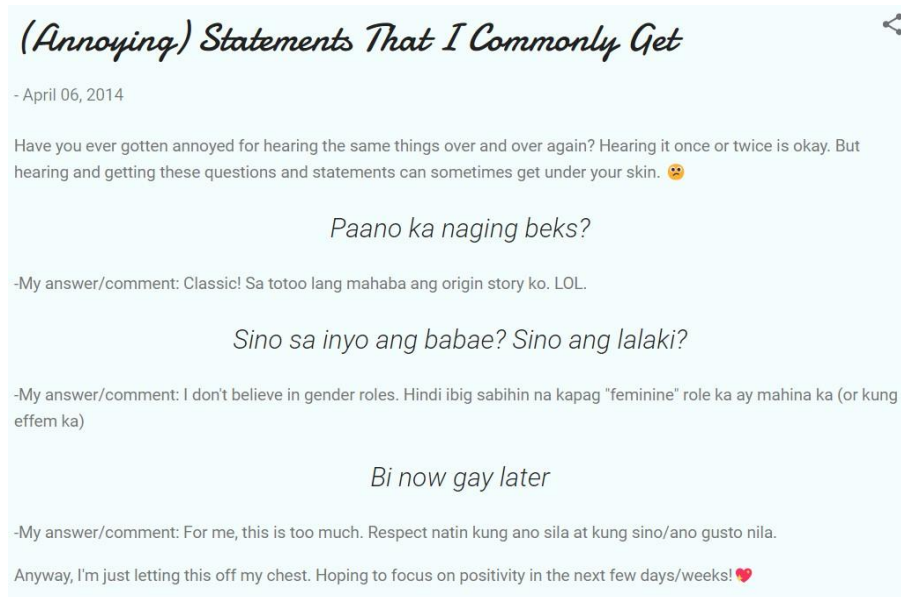 (Annoying) Statements That I Commonly Get
- April 06, 2014
Have you ever gotten annoyed for hearing the same things over and over again? Hearing it once or twice is okay. But
hearing and getting these questions and statements can sometimes get under your skin. 😕
Paano ka naging beks?
-My answer/comment: Classic! Sa totoo lang mahaba ang origin story ko. LOL.
Sino sa inyo ang babae? Sino ang lalaki?
-My answer/comment: I don't believe in gender roles. Hindi ibig sabihin na kapag "feminine" role ka ay mahina ka (or kung
effem ka)
Bi now gay later
-My answer/comment: For me, this is too much. Respect natin kung ano sila at kung sino/ano gusto nila.
Anyway, I'm just letting this off my chest. Hoping to focus on positivity in the next few days/weeks!💖